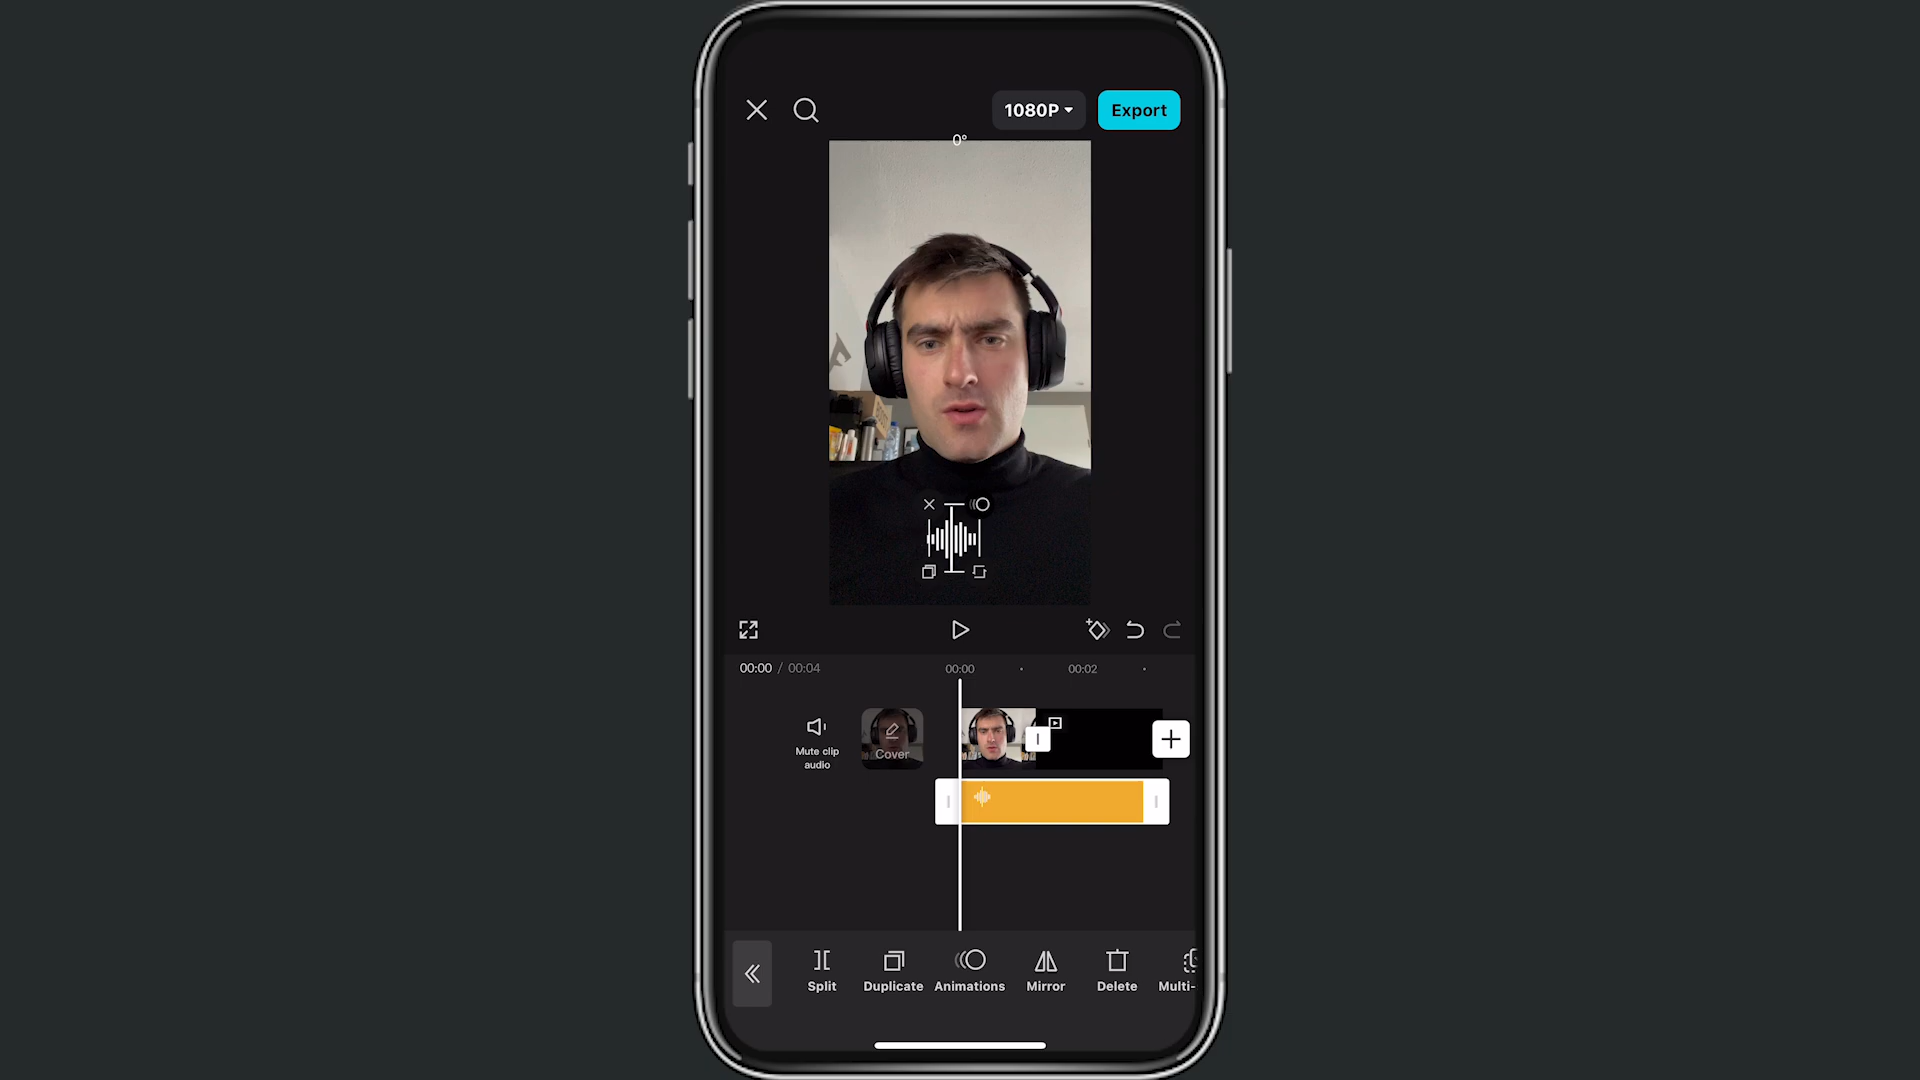 1080P
Export
0°
00:00 / 00:04
00:00
00:02
Mute clip
audio
Cover
Split
Duplicate
Animations
Mirror
Delete
Multi-